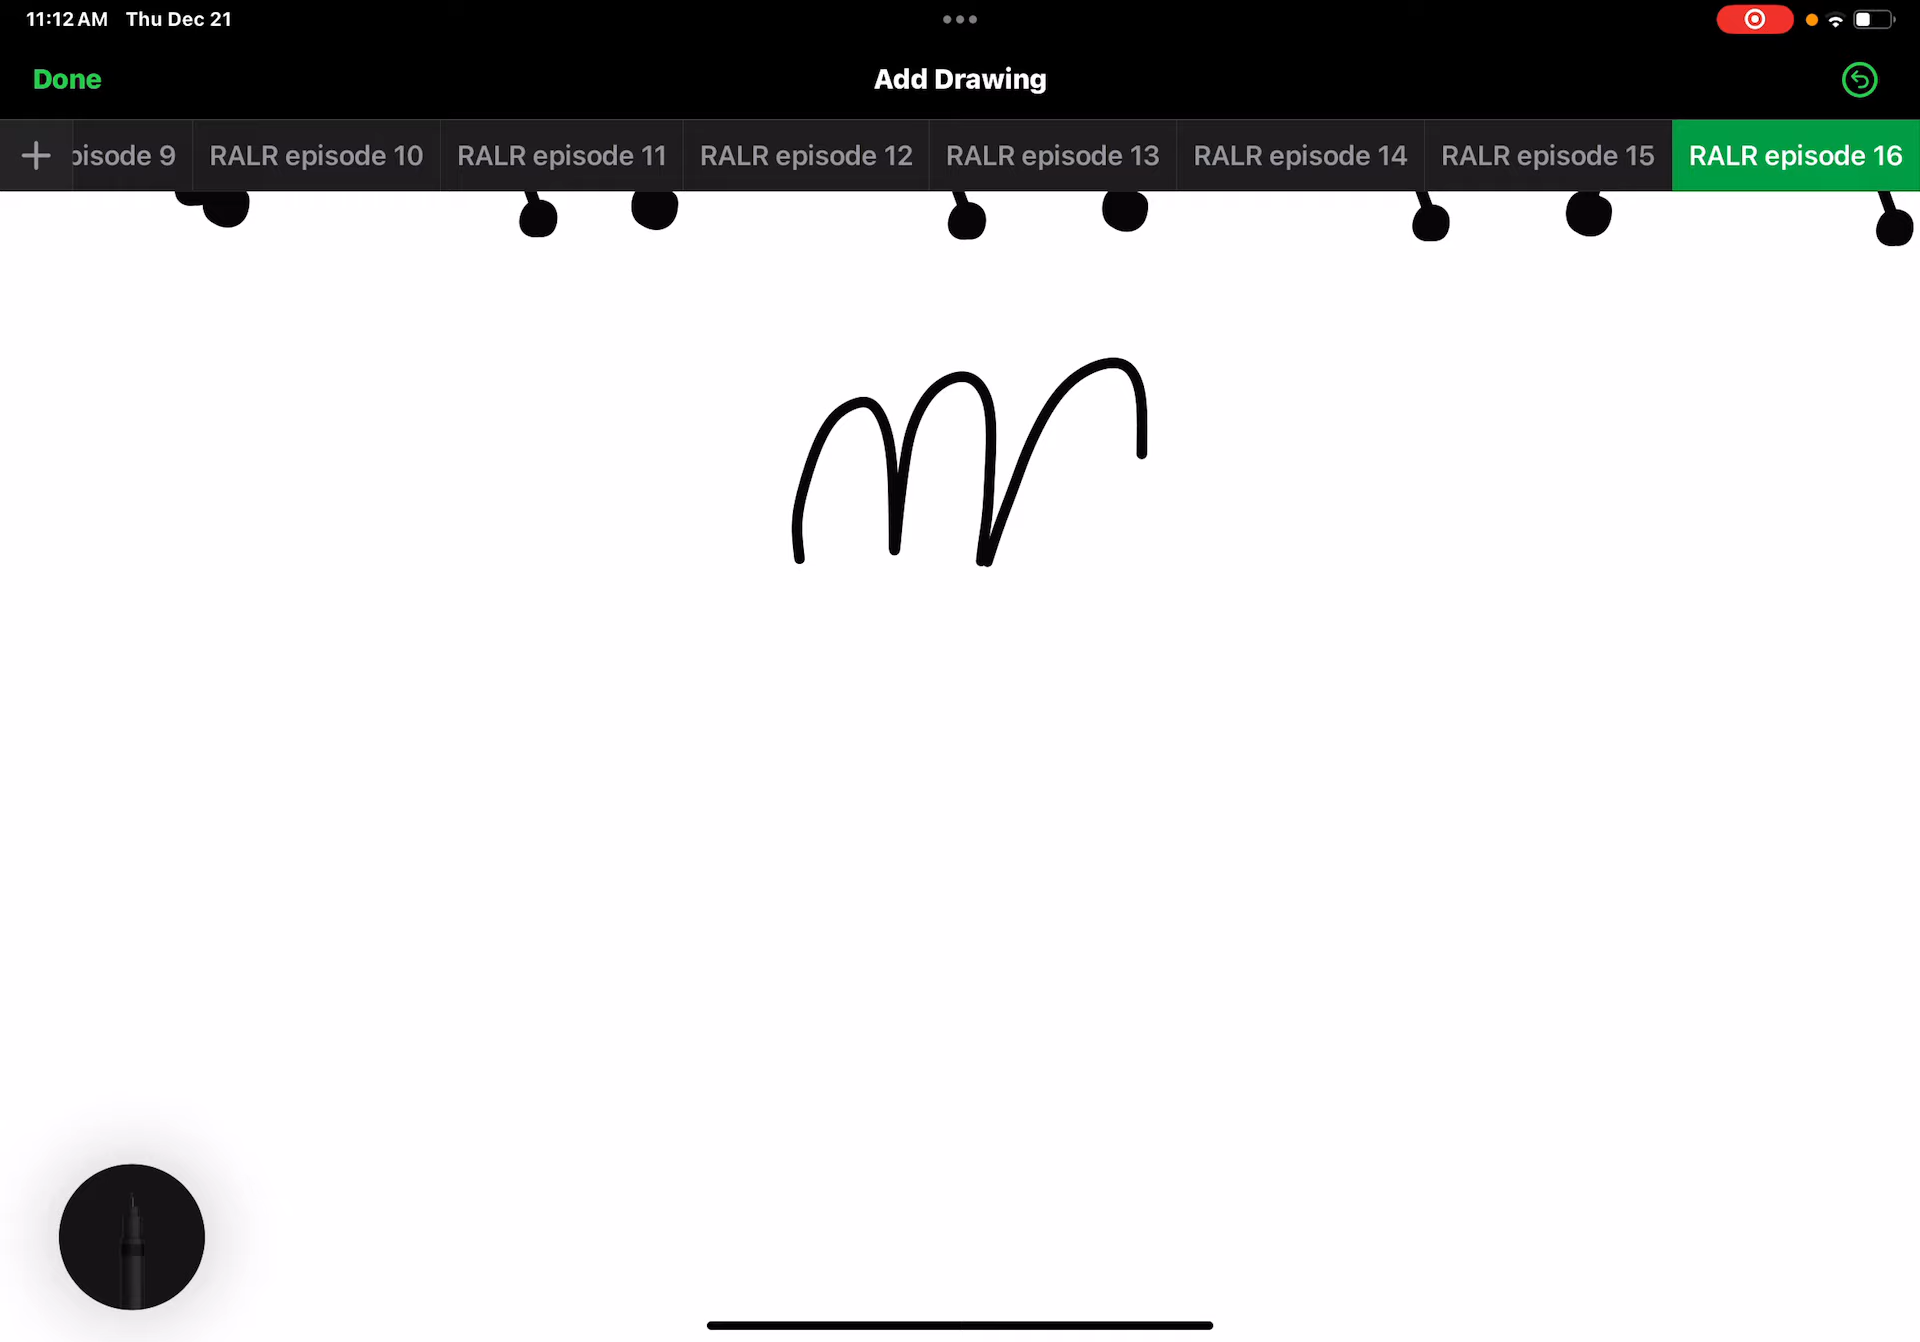 11:12 AM Thu Dec 21
Done Add Drawing
pisode 9 RALR episode 10 RALR episode 11 RALR episode 12 RALR episode 13 RALR episode 14 RALR episode 15 RALR episode 16
mr